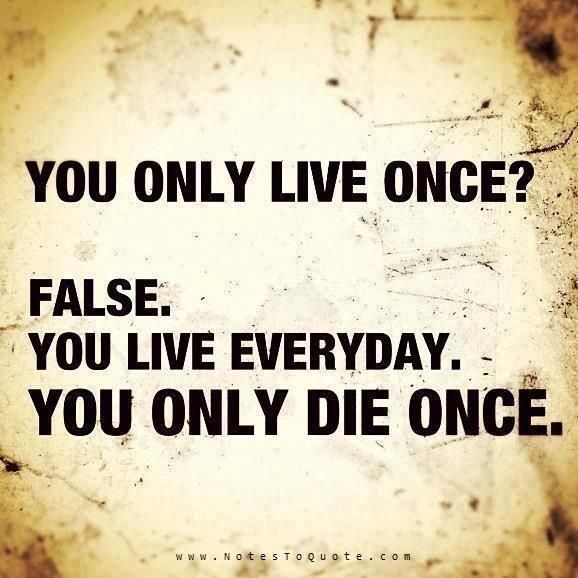 YOU ONLY LIVE ONCE?
FALSE.
YOU LIVE EVERYDAY.
YOU ONLY DIE ONCE.
www.NotesToQuote.com